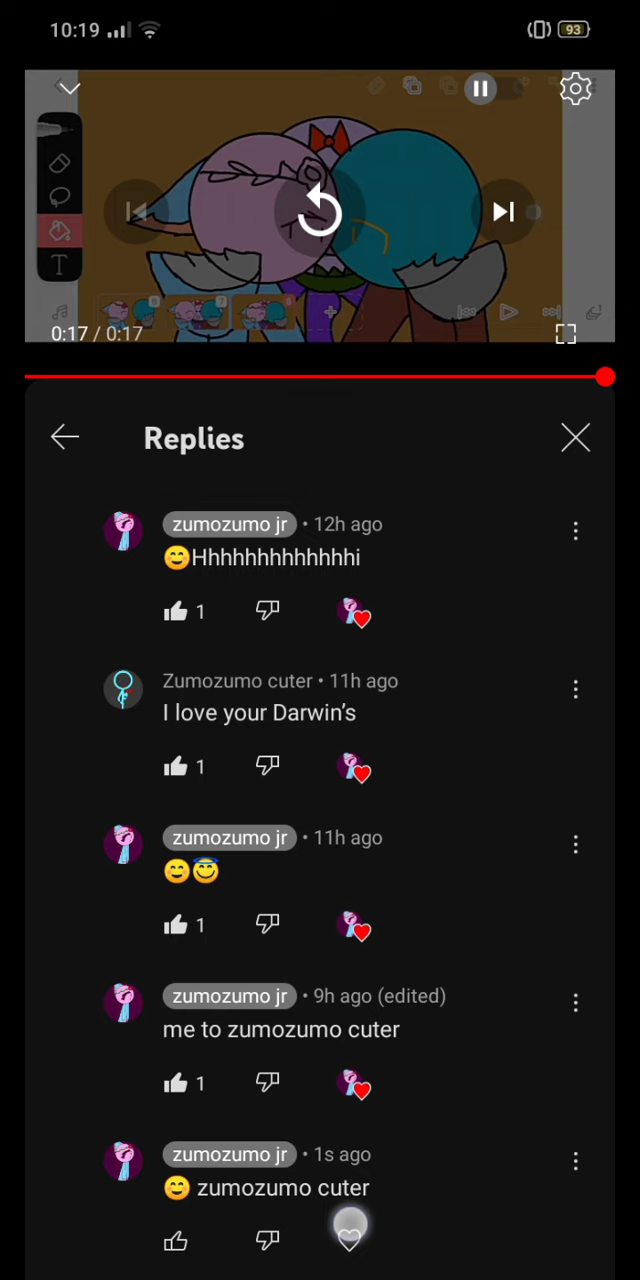 10:19
93
T
0:17 / 0:17
Replies
zumozumo jr • 12h ago
😊Hhhhhhhhhhhhhi
1
Zumozumo cuter • 11h ago
I love your Darwin’s
1
zumozumo jr • 11h ago
😊😇
1
zumozumo jr • 9h ago (edited)
me to zumozumo cuter
1
zumozumo jr • 1s ago
😊 zumozumo cuter